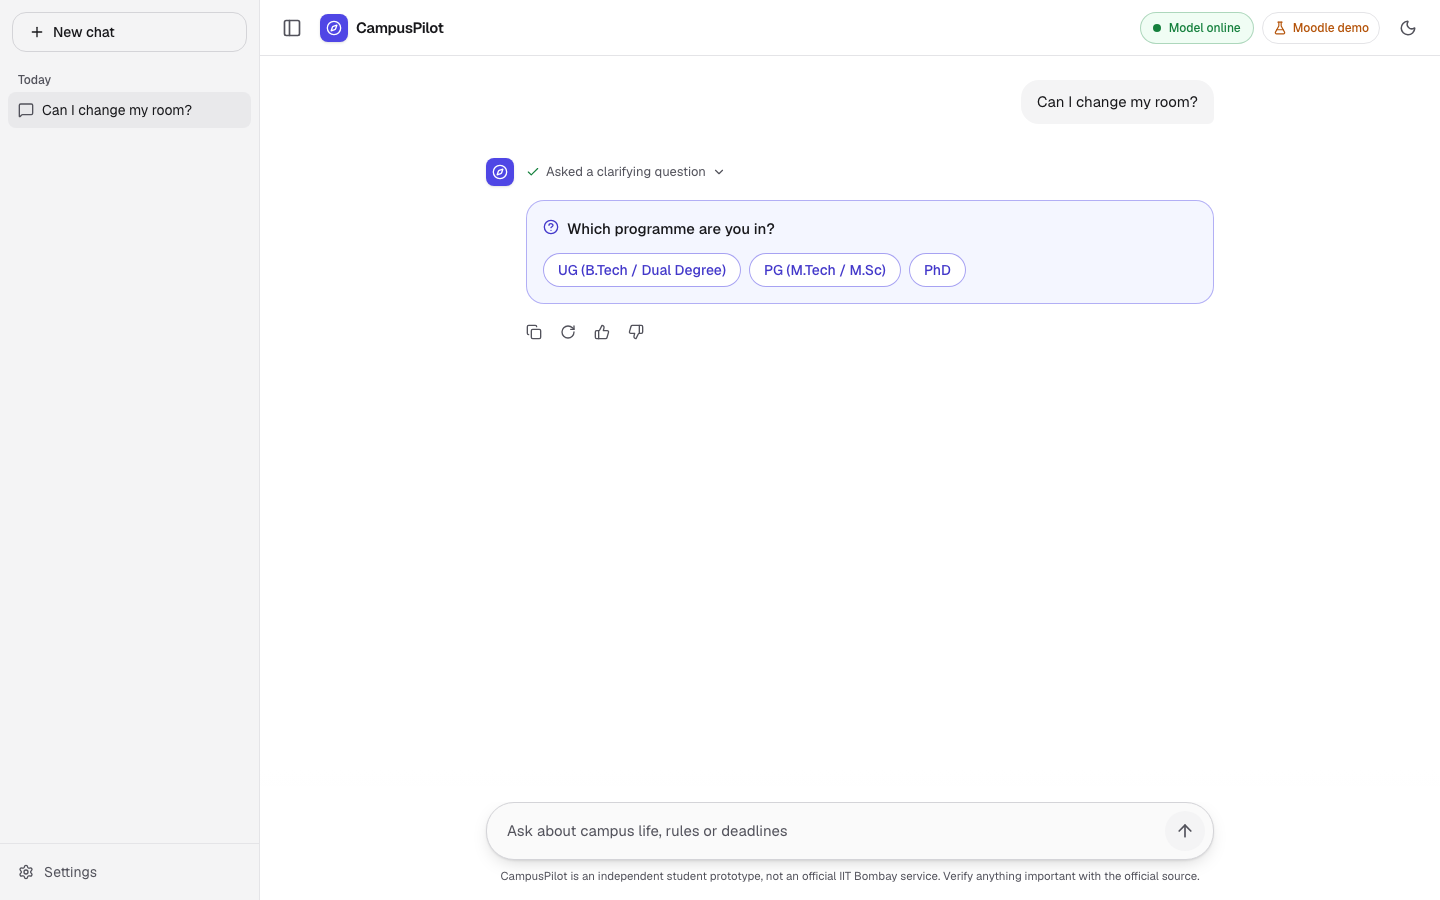 New chat
Today
Can I change my room?
Settings
CampusPilot
Model online
Moodle demo
Can I change my room?
Asked a clarifying question
Which programme are you in?
UG (B.Tech / Dual Degree)
PG (M.Tech / M.Sc)
PhD
Ask about campus life, rules or deadlines
CampusPilot is an independent student prototype, not an official IIT Bombay service. Verify anything important with the official source.